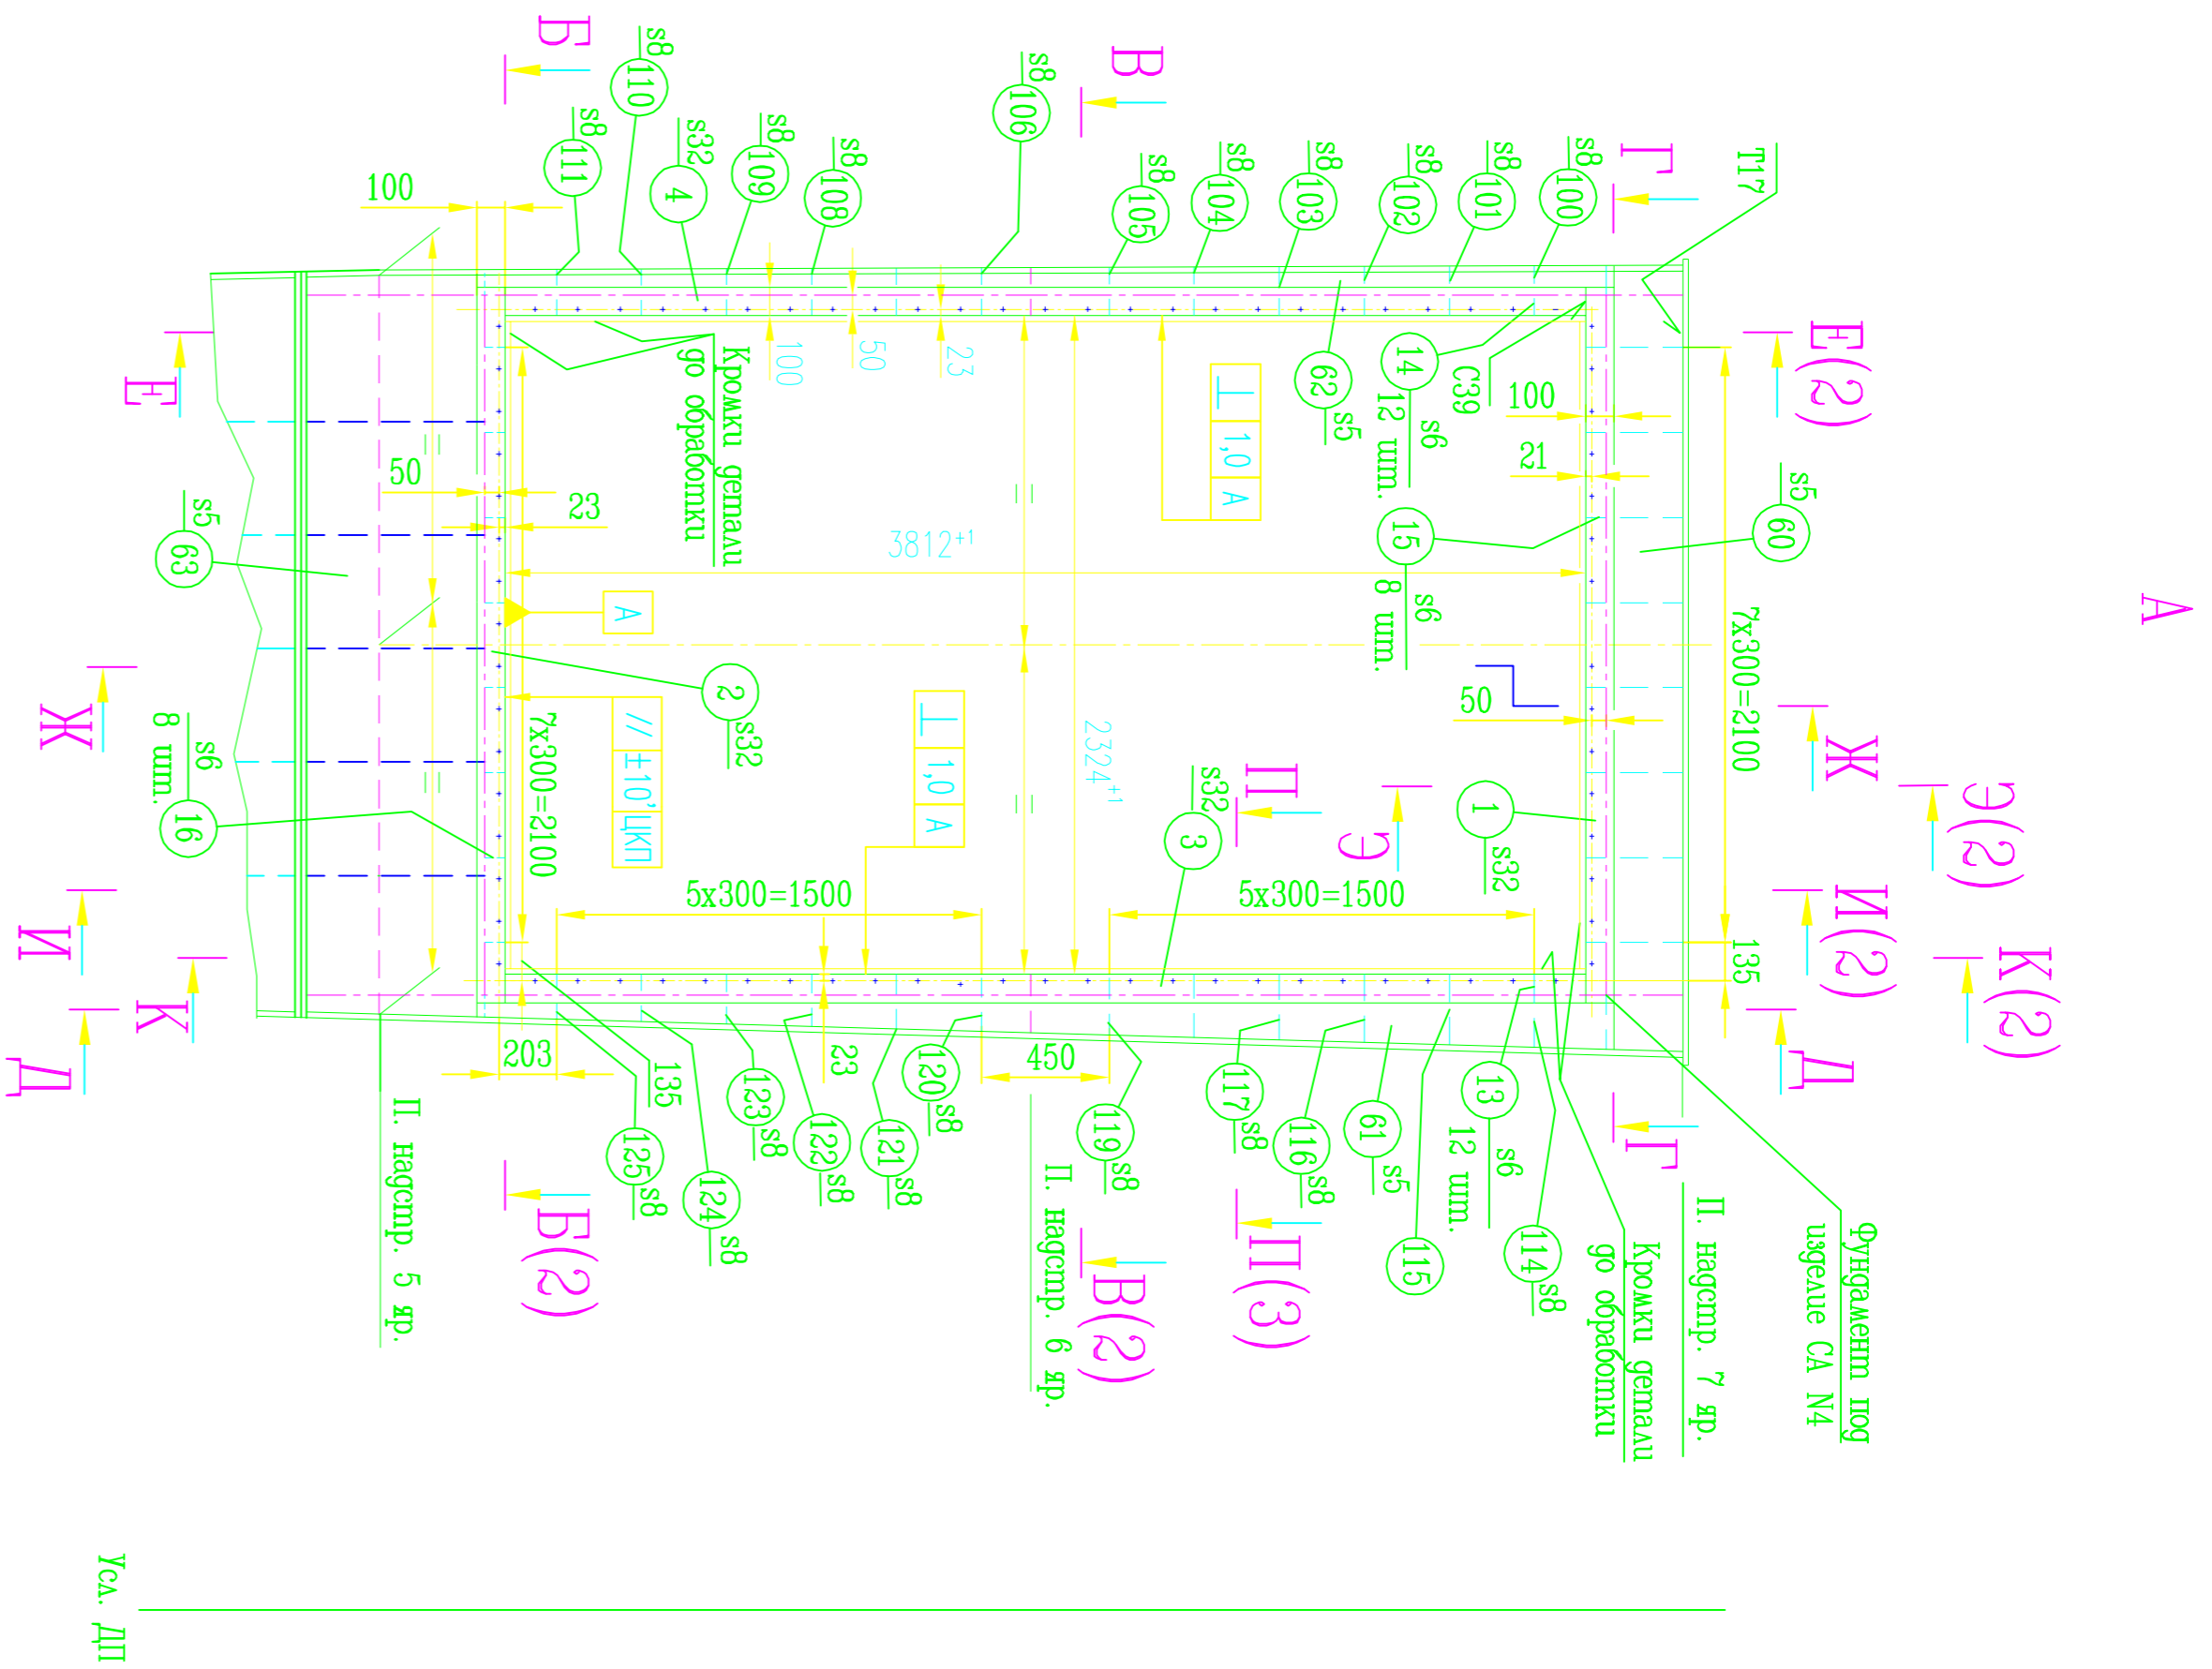 А
Б
s8
110
s8
111
s32
4
s8
109
s8
108
s8
106
В
s8
105
s8
104
s8
103
s8
102
s8
101
s8
100
Г
Т17
Е(2)
100
Кромки детали
до обработки
100
50
23
⊥ 1,0 А
62
s5
14
s6
12 шт.
С39
100
21
s5
60
Е
50
23
s5
63
3812⁺¹
15
s6
8 шт.
А
7x300=2100
50
2
s32
7x300=2100
// ±10' ЦКП
⊥ 1,0 А
2324⁺¹
П
s32
3
Э
1
s32
Ж
Э(2)
Ж
s6
8 шт.
16
5x300=1500
5x300=1500
135
И(2)
К(2)
И
К
Д
203
135
23
450
Д
125
s8
124
s8
123
s8
122
s8
121
s8
120
s8
119
s8
117
s8
116
s8
61
s5
115
13
s6
12 шт.
114
s8
Г
П. надстр. 5 яр.
Б(2)
П. надстр. 6 яр.
В(2)
П(3)
Кромки детали
до обработки
П. надстр. 7 яр.
Фундамент под
изделие СА N4
Усл. ДП